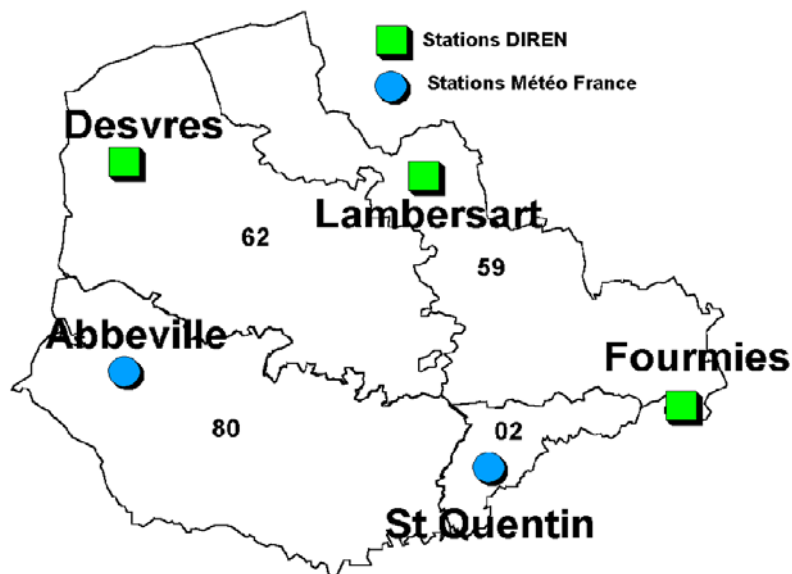 Stations DIREN
Stations Météo France
Desvres
Lambersart
62
59
Abbeville
Fourmies
80
02
St Quentin